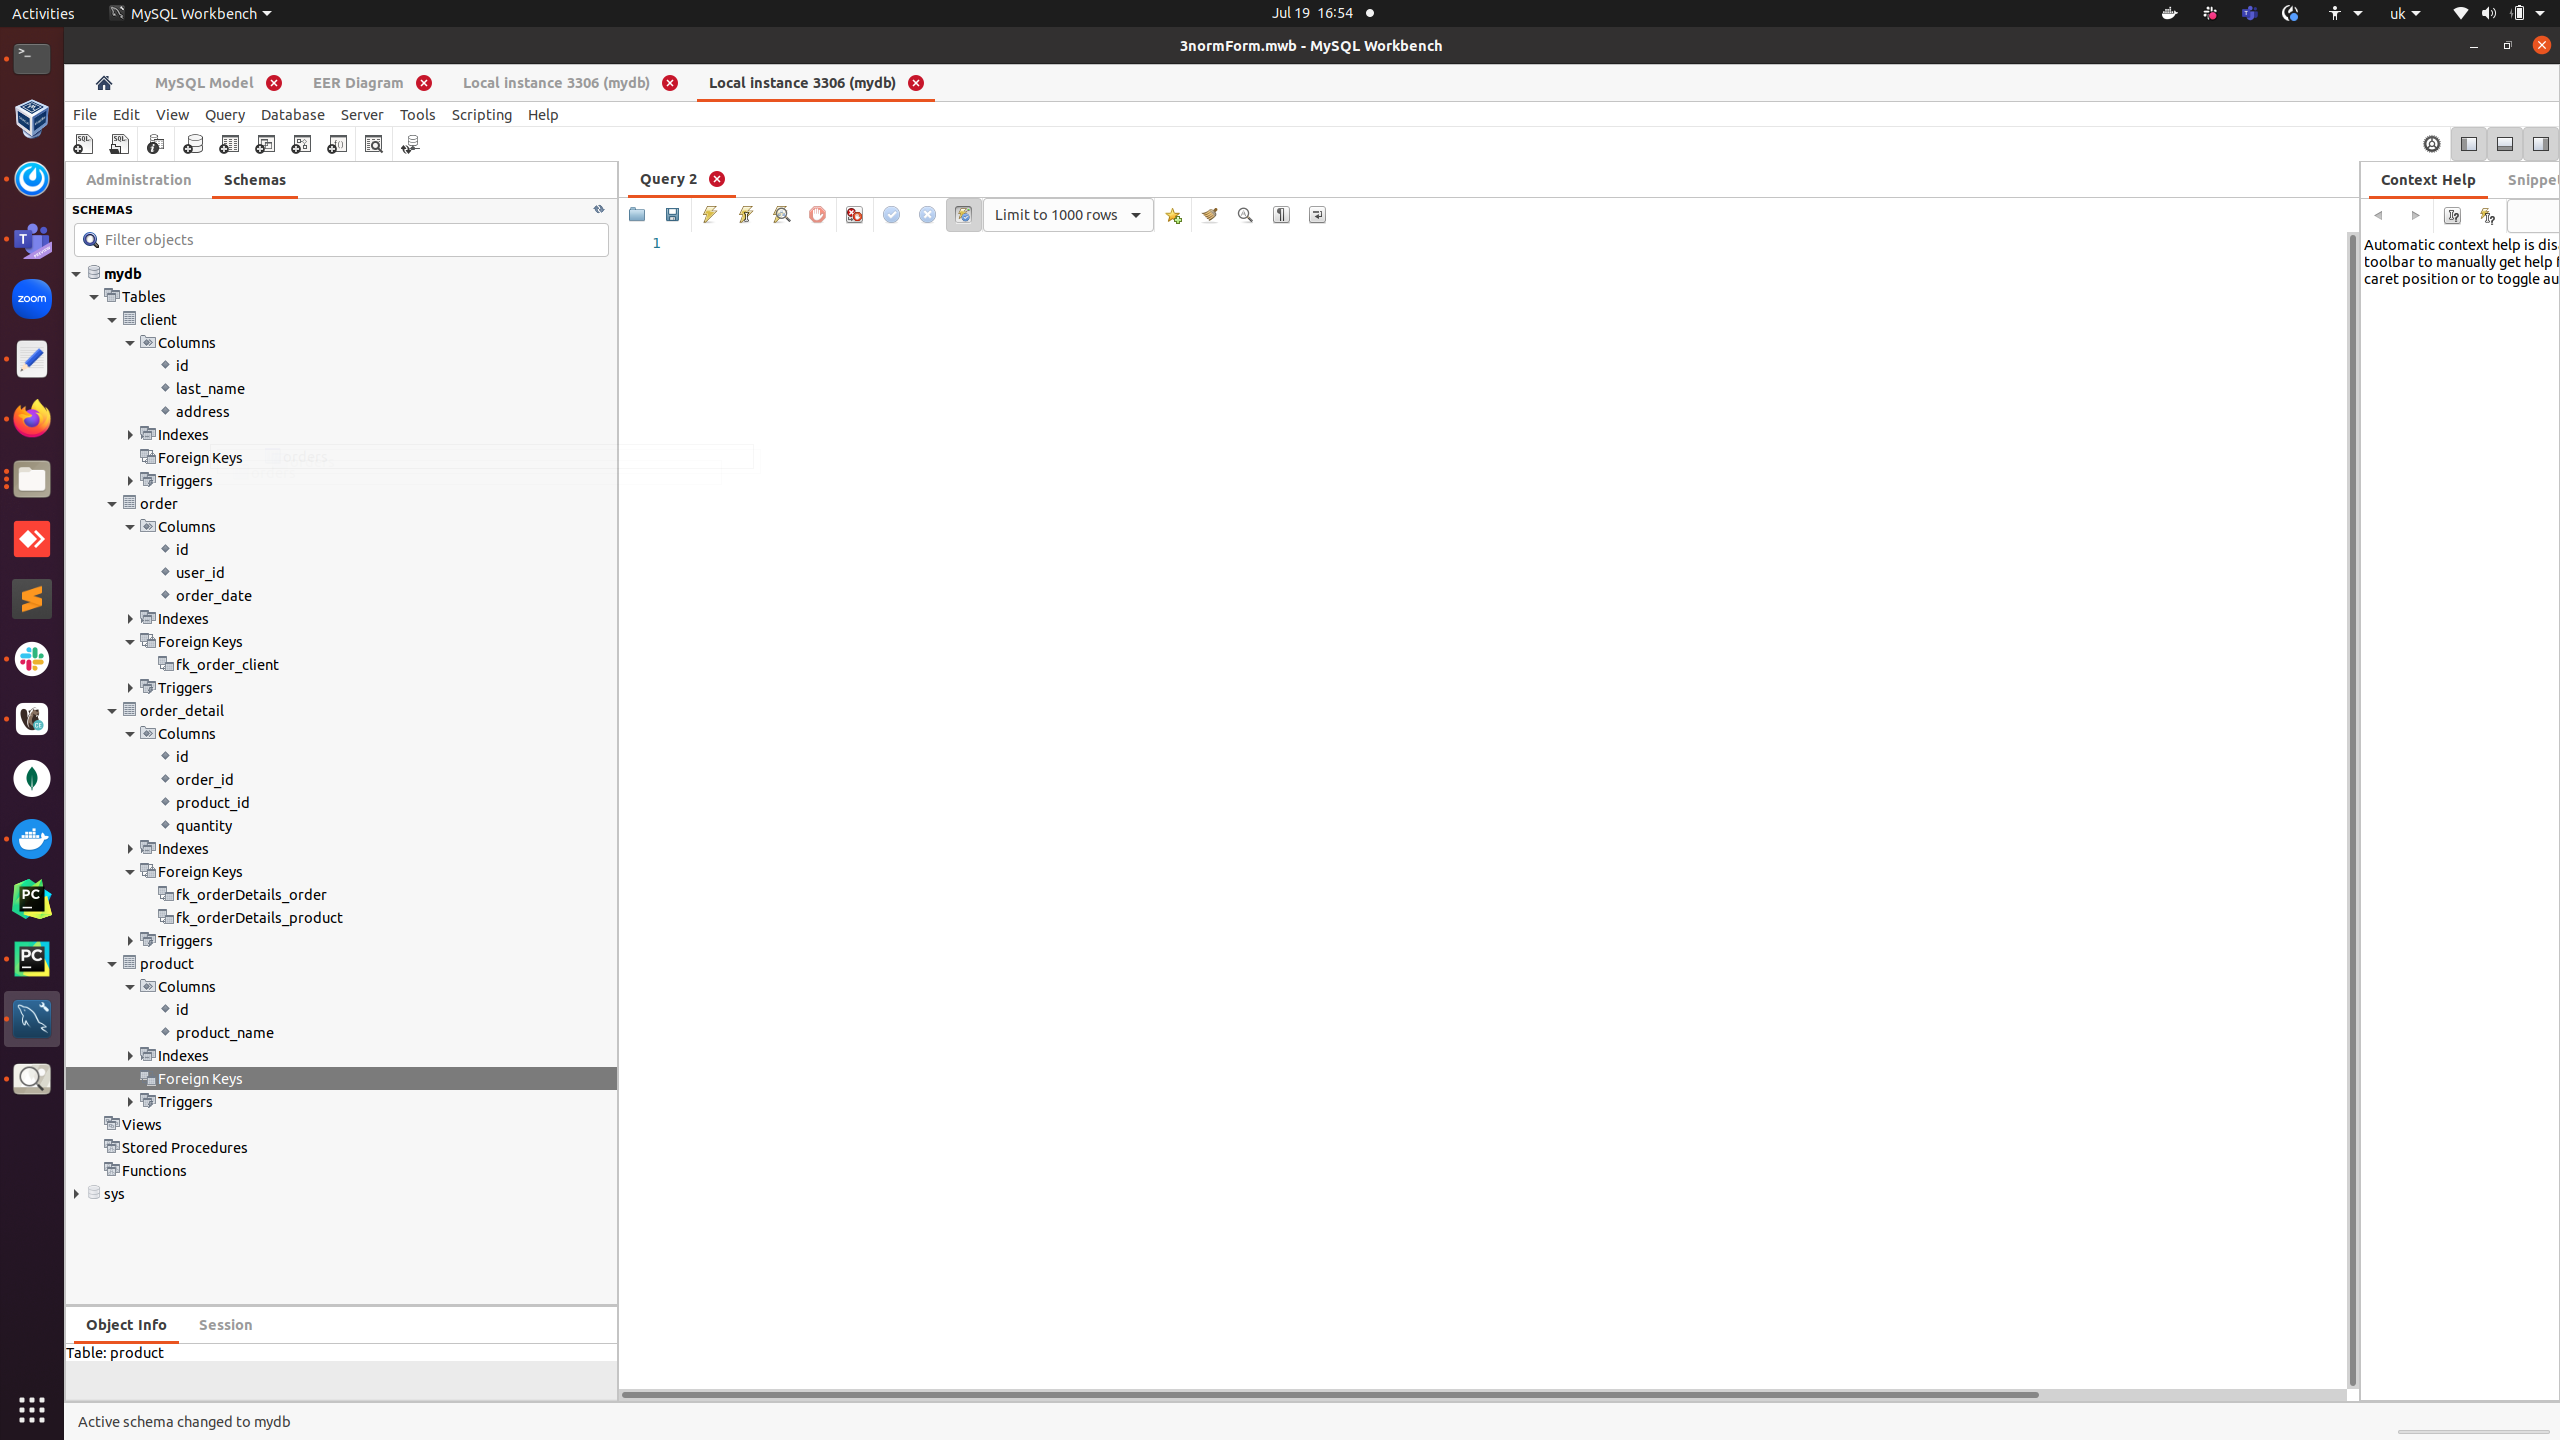 Activities
MySQL Workbench
Jul 19 16:54
uk
3normForm.mwb - MySQL Workbench
MySQL Model
EER Diagram
Local instance 3306 (mydb)
Local instance 3306 (mydb)
File Edit View Query Database Server Tools Scripting Help
Administration
Schemas
Query 2
Context Help
Snippet
SCHEMAS
Limit to 1000 rows
Filter objects
1
Automatic context help is dis
toolbar to manually get help f
caret position or to toggle au
mydb
Tables
client
Columns
id
last_name
address
Indexes
Foreign Keys
Triggers
order
Columns
id
user_id
order_date
Indexes
Foreign Keys
fk_order_client
Triggers
order_detail
Columns
id
order_id
product_id
quantity
Indexes
Foreign Keys
fk_orderDetails_order
fk_orderDetails_product
Triggers
product
Columns
id
product_name
Indexes
Foreign Keys
Triggers
Views
Stored Procedures
Functions
sys
Object Info
Session
Table: product
Active schema changed to mydb
zoom
PC
PC